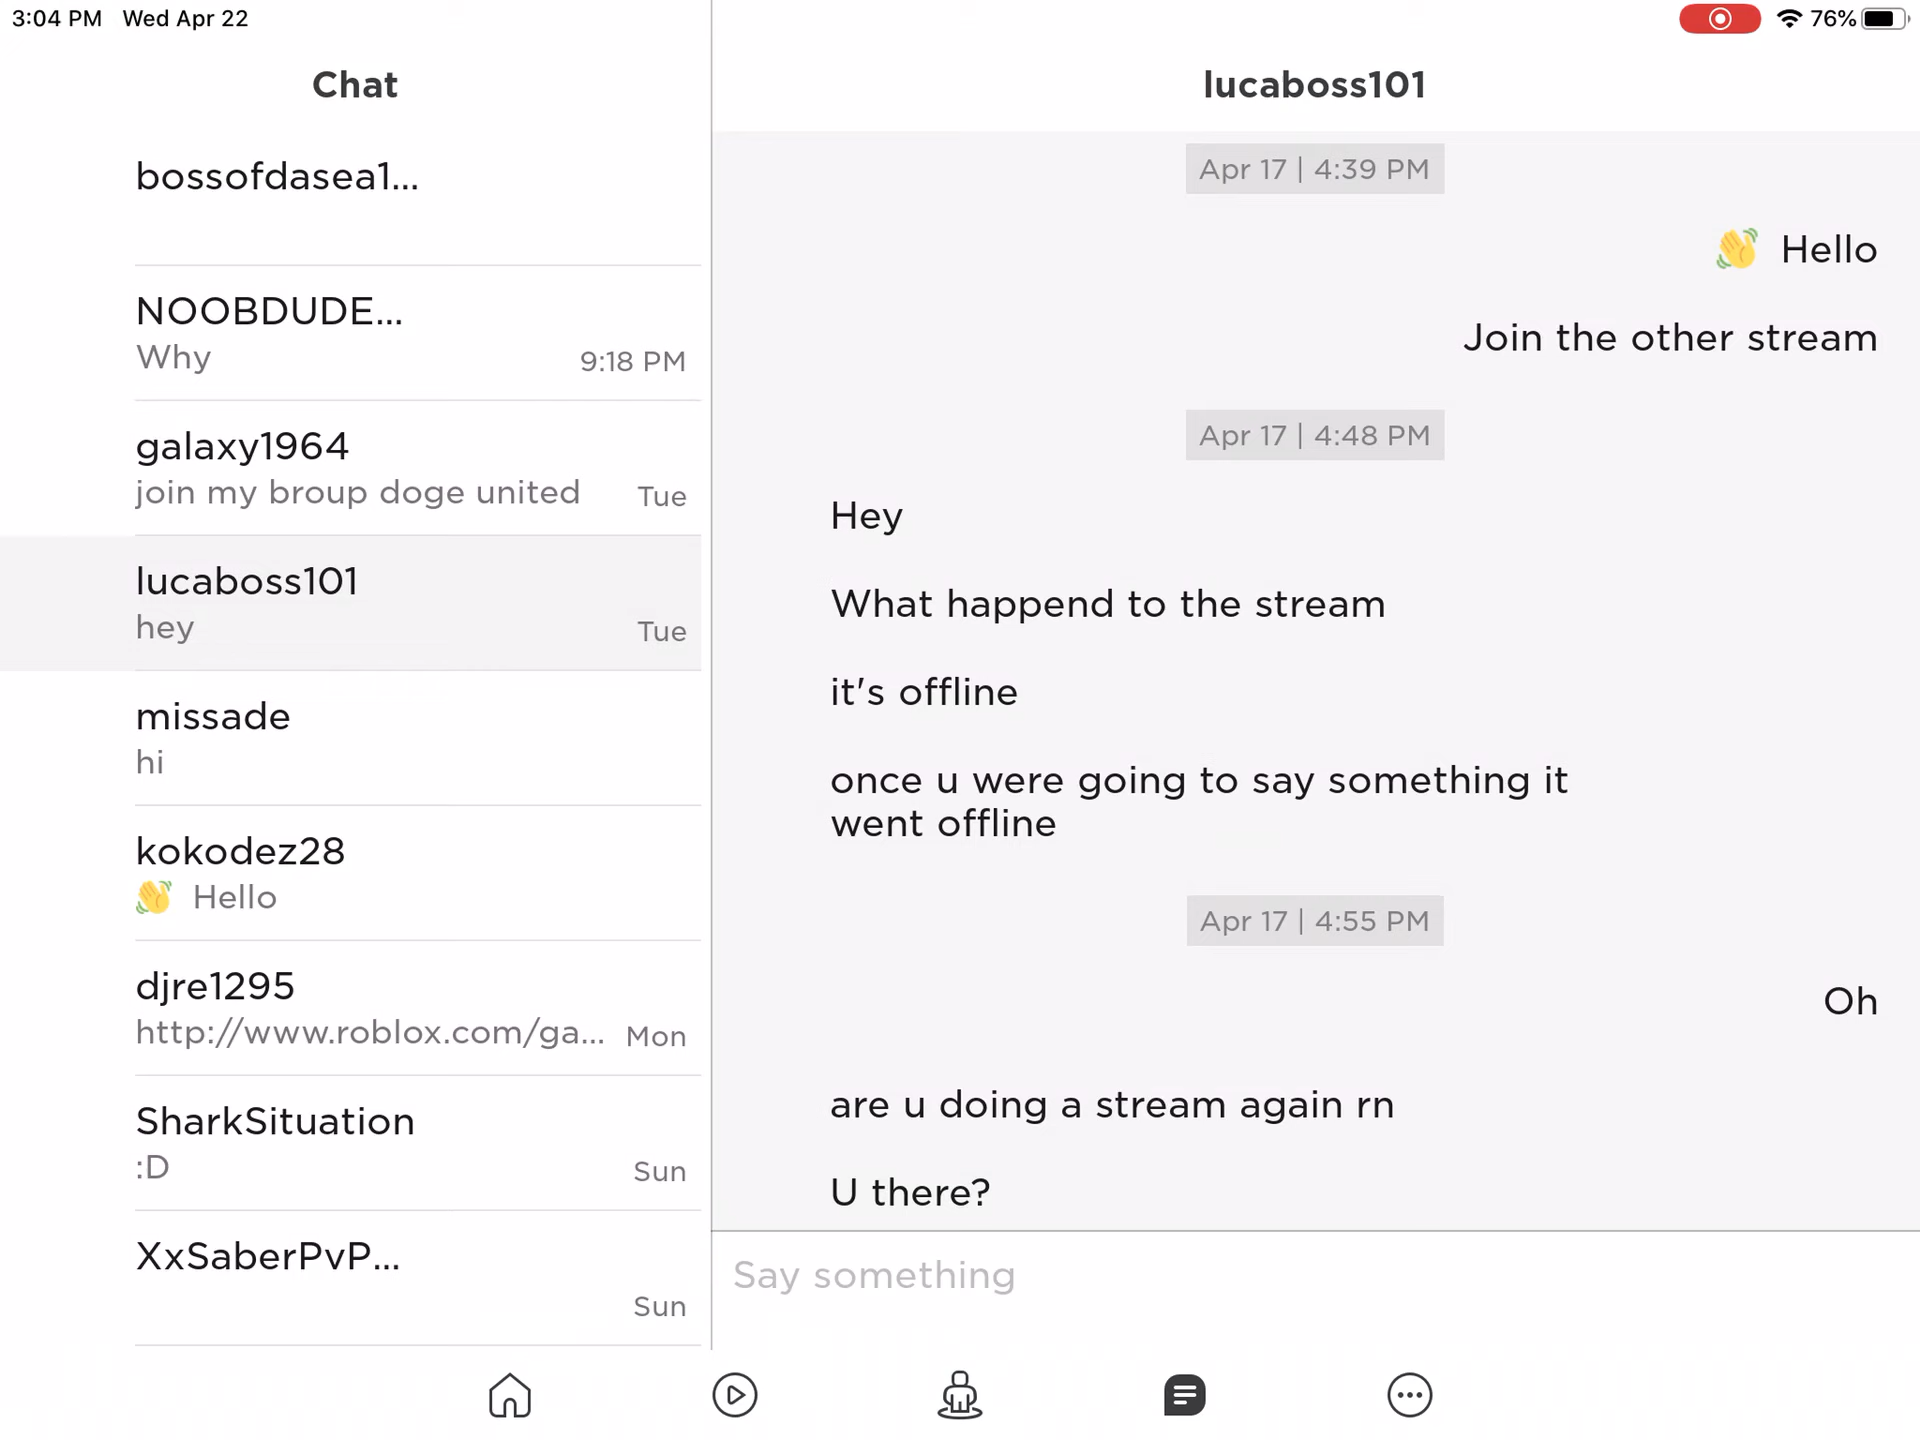 3:04 PM Wed Apr 22
76%
Chat
bossofdasea1...
NOOBDUDE...
Why
9:18 PM
galaxy1964
join my broup doge united
Tue
lucaboss101
hey
Tue
missade
hi
kokodez28
👋 Hello
djre1295
http://www.roblox.com/ga...
Mon
SharkSituation
:D
Sun
XxSaberPvP...
Sun
lucaboss101
Apr 17 | 4:39 PM
👋 Hello
Join the other stream
Apr 17 | 4:48 PM
Hey
What happend to the stream
it's offline
once u were going to say something it
went offline
Apr 17 | 4:55 PM
Oh
are u doing a stream again rn
U there?
Say something